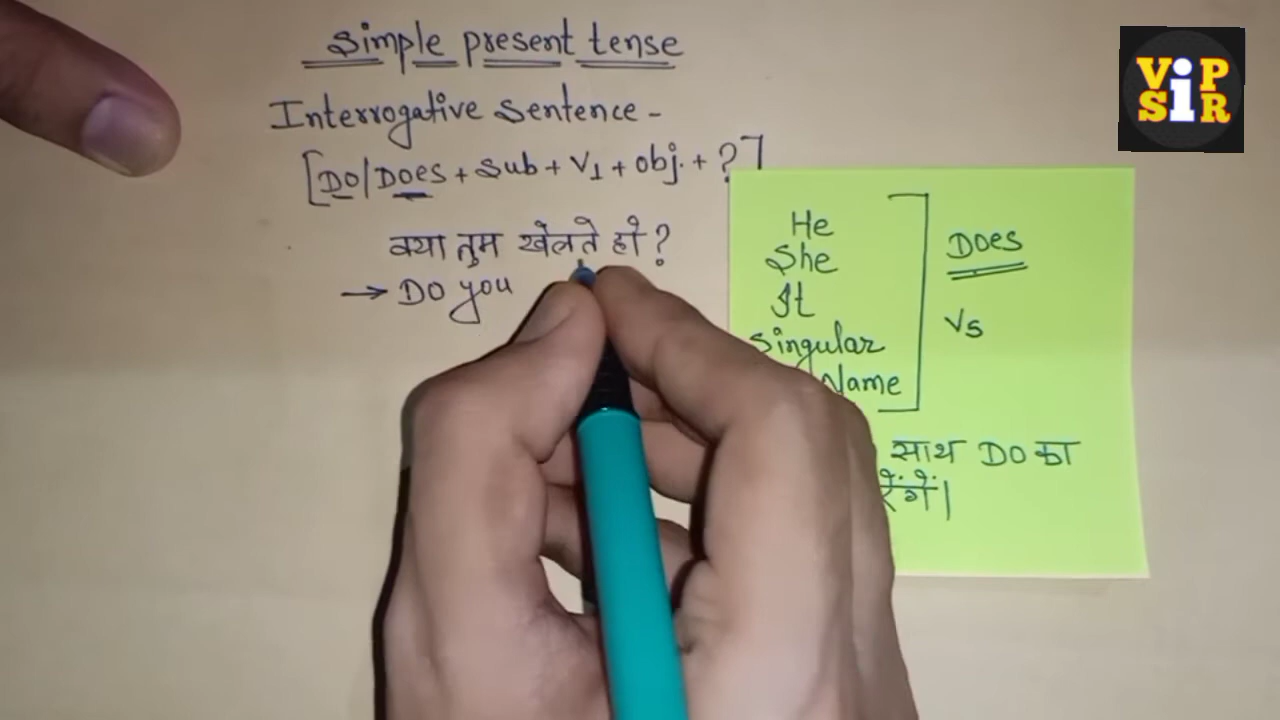 Simple present tense
Interrogative Sentence -
[DO/DOes + Sub + V1 + obj. + ?]
क्या तुम खेलते हो?
→ DO you
He
She
It
Singular
Name
DOes
V5
साथ DO का
ViP
SiR